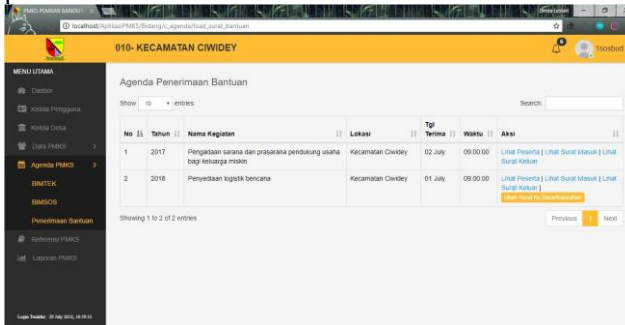 PMKS PEMKAB BANDUN
localhost/AplikasiPMKS/Bidang/c_agenda/load_surat_bantuan
010- KECAMATAN CIWIDEY
6
1sosbud
MENU UTAMA
Dasbor
Kelola Pengguna
Kelola Desa
Data PMKS
Agenda PMKS
BIMTEK
BIMSOS
Penerimaan Bantuan
Referensi PMKS
Laporan PMKS
Agenda Penerimaan Bantuan
Show 10 entries
Search:
No Tahun Nama Kegiatan Lokasi Tgl Terima Waktu Aksi
1 2017 Pengadaan sarana dan prasarana pendukung usaha bagi keluarga miskin Kecamatan Ciwidey 02 July 09:00:00 Lihat Peserta | Lihat Surat Masuk | Lihat Surat Keluar
2 2018 Penyediaan logistik bencana Kecamatan Ciwidey 01 July 09:00:00 Lihat Peserta | Lihat Surat Masuk | Lihat Surat Keluar |
Showing 1 to 2 of 2 entries
Previous 1 Next